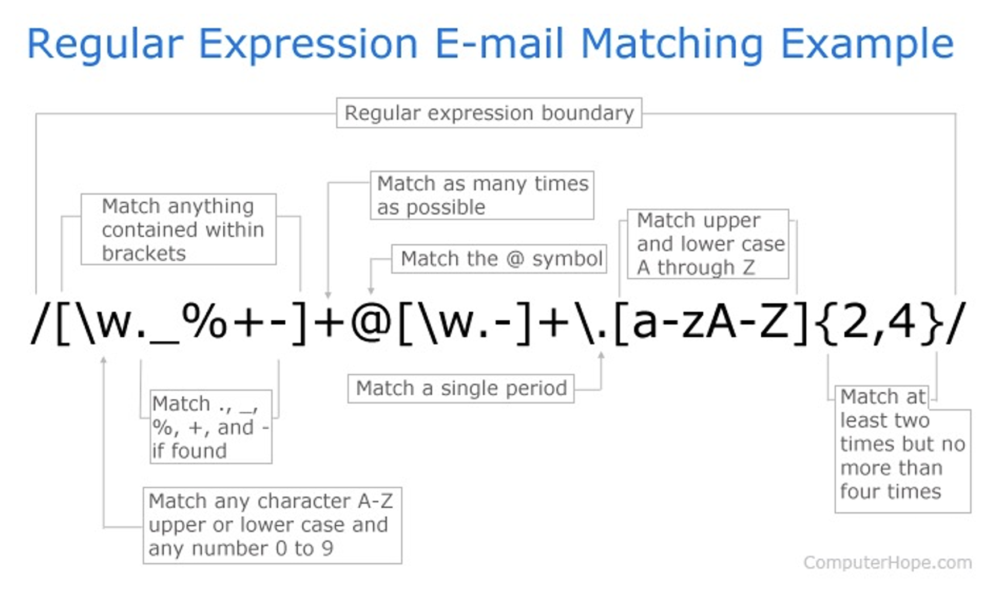 Regular Expression E-mail Matching Example
Regular expression boundary
Match as many times
as possible
Match anything
contained within
brackets
Match upper
and lower case
A through Z
Match the @ symbol
/[\w._%+-]+@[\w.-]+\.[a-zA-Z]{2,4}/
Match a single period
Match ., _,
%, +, and -
if found
Match at
least two
times but no
more than
four times
Match any character A-Z
upper or lower case and
any number 0 to 9
ComputerHope.com